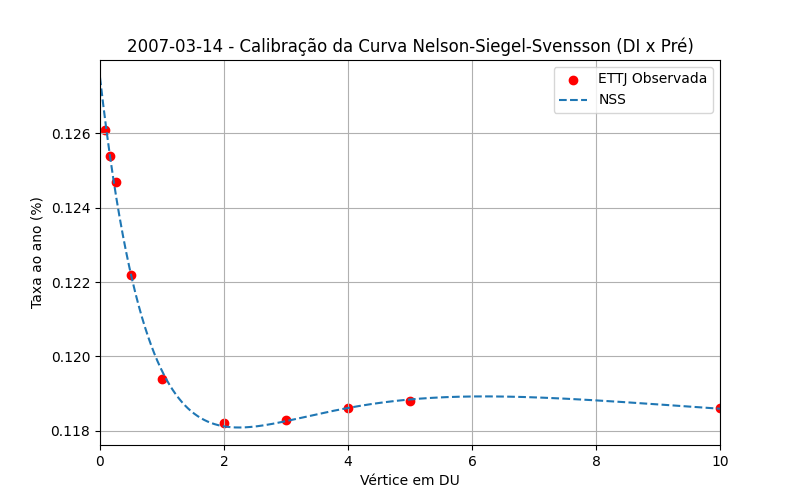 2007-03-14 - Calibração da Curva Nelson-Siegel-Svensson (DI x Pré)
ETTJ Observada
NSS
Taxa ao ano (%)
0.126
0.124
0.122
0.120
0.118
0 2 4 6 8 10
Vértice em DU